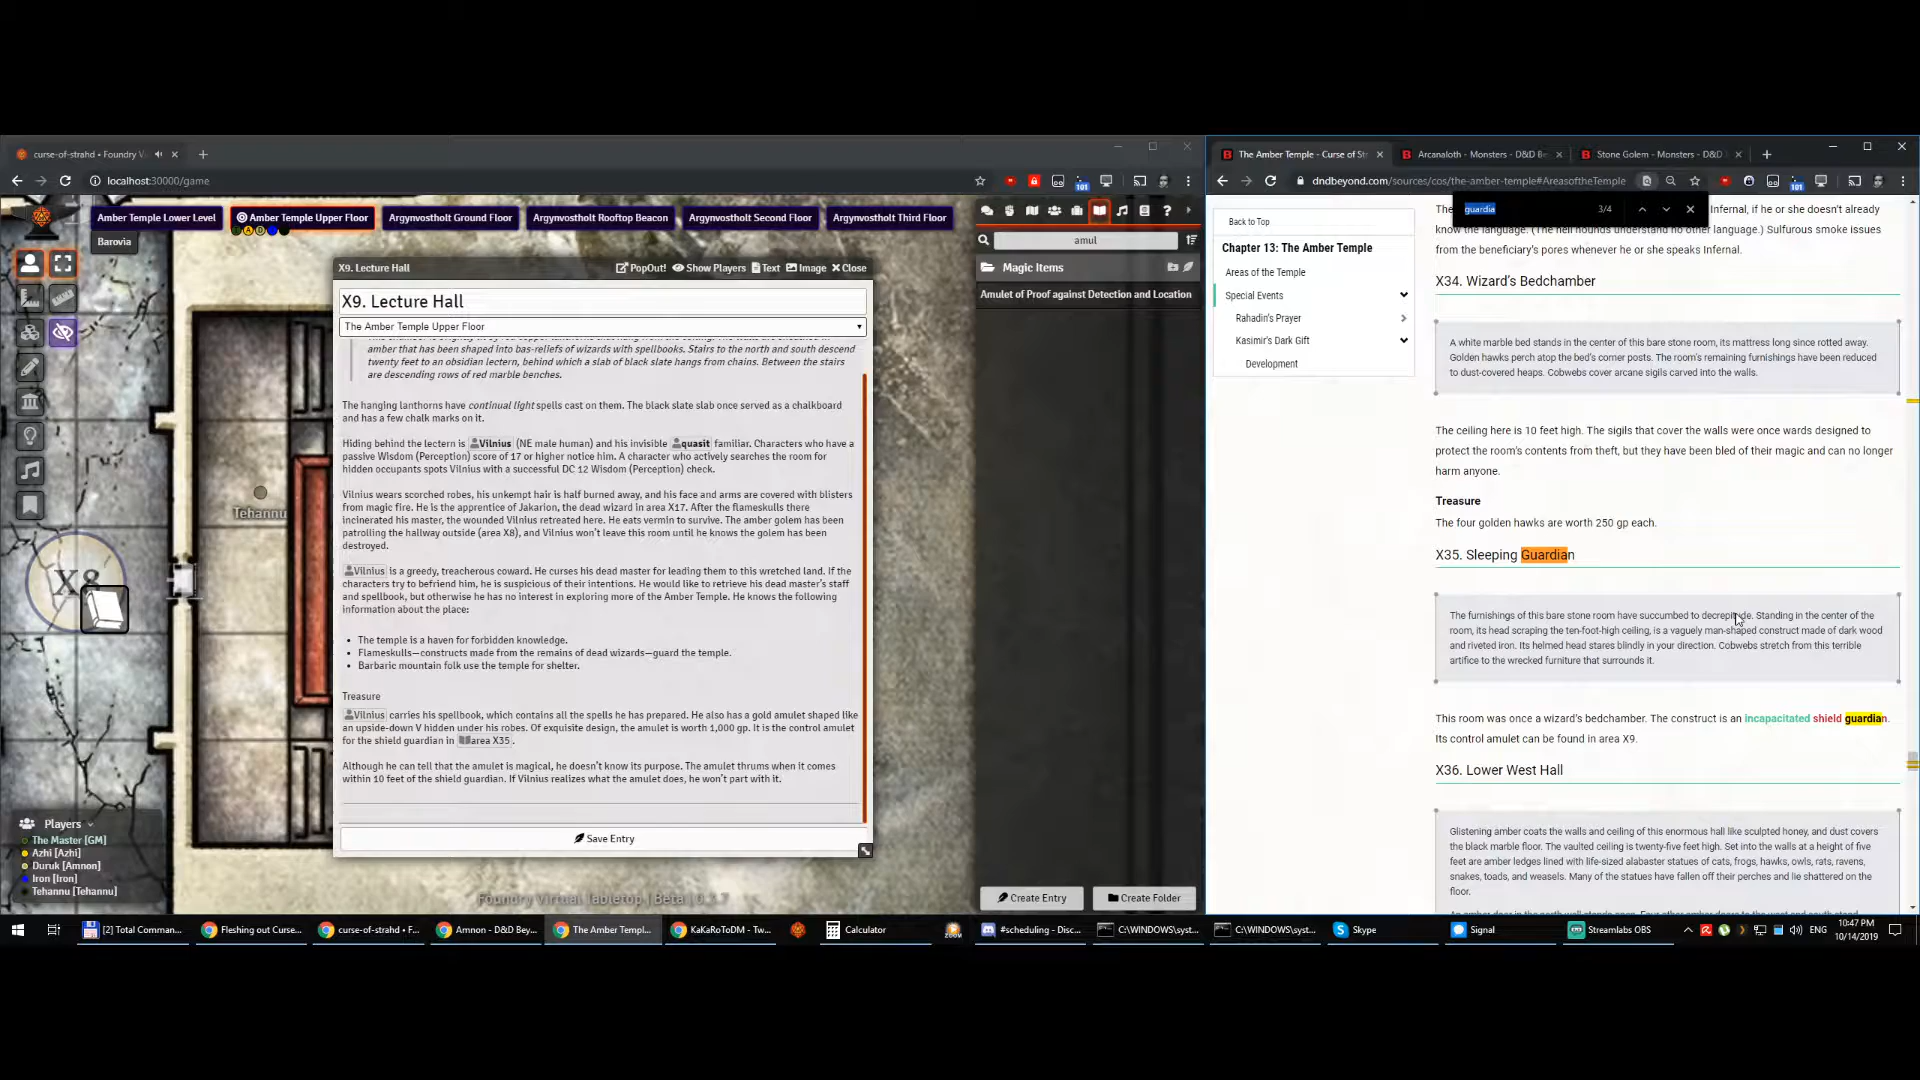 curse-of-strahd • Foundry V
localhost:30000/game
Amber Temple Lower Level
Amber Temple Upper Floor
Argynvostholt Ground Floor
Argynvostholt Rooftop Beacon
Argynvostholt Second Floor
Argynvostholt Third Floor
Barovia
amul
Magic Items
Amulet of Proof against Detection and Location
X9. Lecture Hall
PopOut!
Show Players
Text
Image
Close
X9. Lecture Hall
The Amber Temple Upper Floor
amber that has been shaped into bas-reliefs of wizards with spellbooks. Stairs to the north and south descend
twenty feet to an obsidian lectern, behind which a slab of black slate hangs from chains. Between the stairs
are descending rows of red marble benches.
The hanging lanthorns have continual light spells cast on them. The black slate slab once served as a chalkboard
and has a few chalk marks on it.
Hiding behind the lectern is Vilnius (NE male human) and his invisible quasit familiar. Characters who have a
passive Wisdom (Perception) score of 17 or higher notice him. A character who actively searches the room for
hidden occupants spots Vilnius with a successful DC 12 Wisdom (Perception) check.
Vilnius wears scorched robes, his unkempt hair is half burned away, and his face and arms are covered with blisters
from magic fire. He is the apprentice of Jakarion, the dead wizard in area X17. After the flameskulls there
incinerated his master, the wounded Vilnius retreated here. He eats vermin to survive. The amber golem has been
patrolling the hallway outside (area X8), and Vilnius won't leave this room until he knows the golem has been
destroyed.
Vilnius is a greedy, treacherous coward. He curses his dead master for leading them to this wretched land. If the
characters try to befriend him, he is suspicious of their intentions. He would like to retrieve his dead master's staff
and spellbook, but otherwise he has no interest in exploring more of the Amber Temple. He knows the following
information about the place:
• The temple is a haven for forbidden knowledge.
• Flameskulls—constructs made from the remains of dead wizards—guard the temple.
• Barbaric mountain folk use the temple for shelter.
Treasure
Vilnius carries his spellbook, which contains all the spells he has prepared. He also has a gold amulet shaped like
an upside-down V hidden under his robes. Of exquisite design, the amulet is worth 1,000 gp. It is the control amulet
for the shield guardian in area X35.
Although he can tell that the amulet is magical, he doesn't know its purpose. The amulet thrums when it comes
within 10 feet of the shield guardian. If Vilnius realizes what the amulet does, he won't part with it.
Save Entry
Tehannu
X8
Players
The Master [GM]
Azhi [Azhi]
Duruk [Amnon]
Iron [Iron]
Tehannu [Tehannu]
Foundry Virtual Tabletop | Beta
Create Entry
Create Folder
The Amber Temple - Curse of St
Arcanaloth - Monsters - D&D Be
Stone Golem - Monsters - D&D
dndbeyond.com/sources/cos/the-amber-temple#AreasoftheTemple
guardia
3/4
Back to Top
Chapter 13: The Amber Temple
Areas of the Temple
Special Events
Rahadin's Prayer
Kasimir's Dark Gift
Development
The
Infernal, if he or she doesn't already
know the language. (The hell hounds understand no other language.) Sulfurous smoke issues
from the beneficiary's pores whenever he or she speaks Infernal.
X34. Wizard's Bedchamber
A white marble bed stands in the center of this bare stone room, its mattress long since rotted away.
Golden hawks perch atop the bed's corner posts. The room's remaining furnishings have been reduced
to dust-covered heaps. Cobwebs cover arcane sigils carved into the walls.
The ceiling here is 10 feet high. The sigils that cover the walls were once wards designed to
protect the room's contents from theft, but they have been bled of their magic and can no longer
harm anyone.
Treasure
The four golden hawks are worth 250 gp each.
X35. Sleeping Guardian
The furnishings of this bare stone room have succumbed to decrepitude. Standing in the center of the
room, its head scraping the ten-foot-high ceiling, is a vaguely man-shaped construct made of dark wood
and riveted iron. Its helmed head stares blindly in your direction. Cobwebs stretch from this terrible
artifice to the wrecked furniture that surrounds it.
This room was once a wizard's bedchamber. The construct is an incapacitated shield guardian.
Its control amulet can be found in area X9.
X36. Lower West Hall
Glistening amber coats the walls and ceiling of this enormous hall like sculpted honey, and dust covers
the black marble floor. The vaulted ceiling is twenty-five feet high. Set into the walls at a height of five
feet are amber ledges lined with life-sized alabaster statues of cats, frogs, hawks, owls, rats, ravens,
snakes, toads, and weasels. Many of the statues have fallen off their perches and lie shattered on the
floor.
[2] Total Comman...
Fleshing out Curse...
curse-of-strahd • F...
Amnon - D&D Bey...
The Amber Templ...
KaKaRoToDM - Tw...
Calculator
zoom
#scheduling - Disc...
C:\WINDOWS\syst...
C:\WINDOWS\syst...
Skype
Signal
Streamlabs OBS
ENG
10:47 PM
10/14/2019